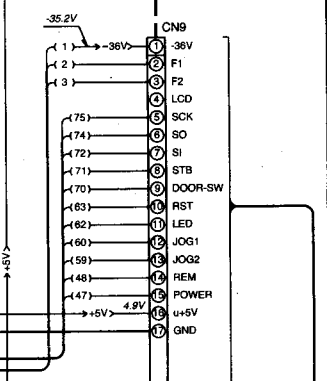 -35.2V
CN9
1 -36V 1 -36V
2 2 F1
3 3 F2
4 LCD
75 5 SCK
74 6 SO
72 7 SI
71 8 STB
70 9 DOOR-SW
63 10 RST
62 11 LED
60 12 JOG1
59 13 JOG2
48 14 REM
47 15 POWER
+5V 4.9V 16 u+5V
17 GND
+5V